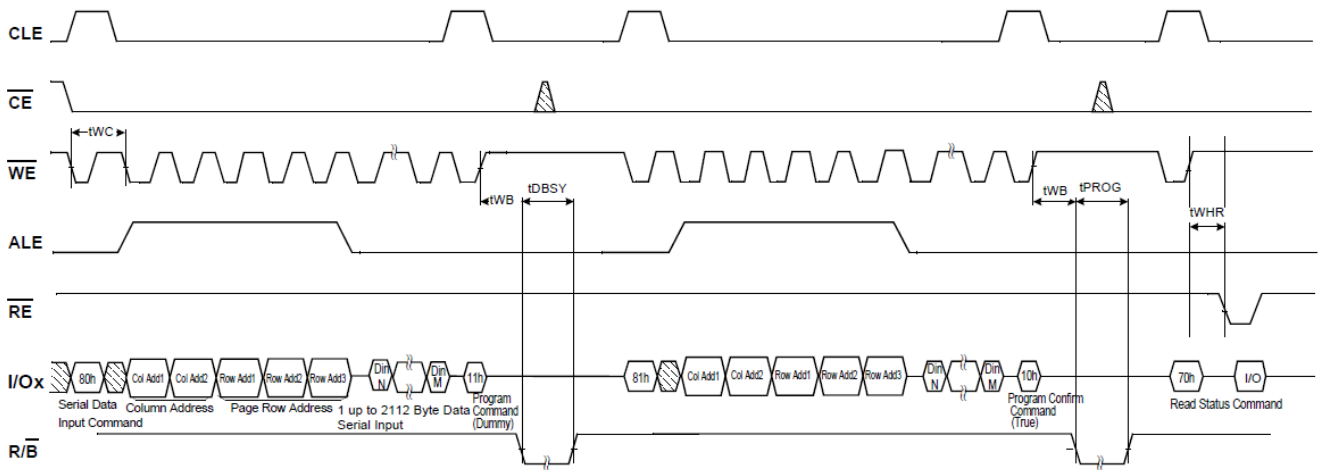 CLE
CE
tWC
WE
tWB
tDBSY
tWB
tPROG
tWHR
ALE
RE
I/Ox
80h
Col Add1
Col Add2
Row Add1
Row Add2
Row Add3
Din N
Din M
11h
81h
Col Add1
Col Add2
Row Add1
Row Add2
Row Add3
Din N
Din M
10h
70h
I/O
Serial Data
Input Command
Column Address
Page Row Address
1 up to 2112 Byte Data
Serial Input
Program
Command
(Dummy)
Program Confirm
Command
(True)
Read Status Command
R/B